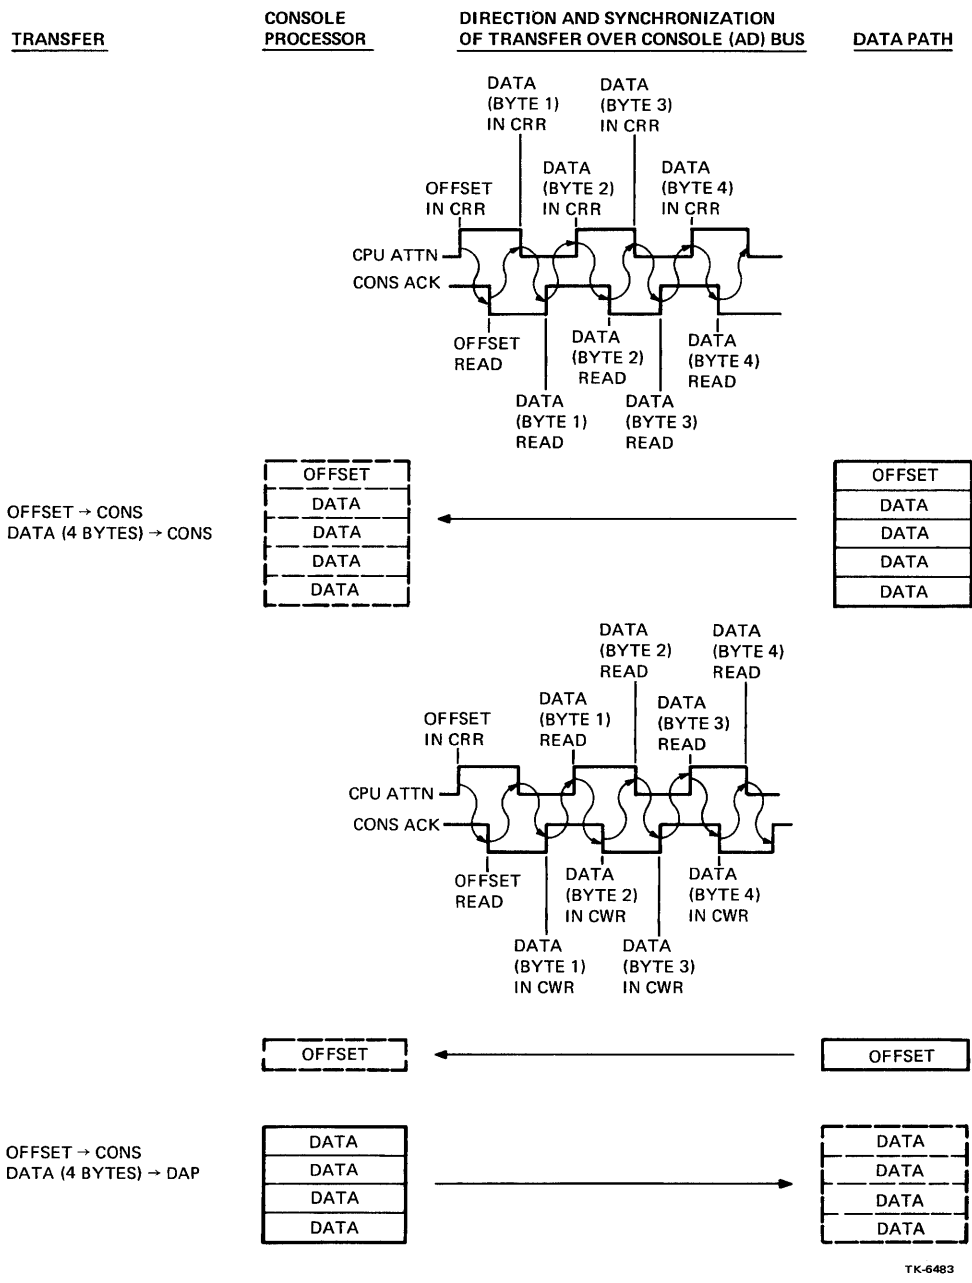 TRANSFER
CONSOLE
PROCESSOR
DIRECTION AND SYNCHRONIZATION
OF TRANSFER OVER CONSOLE (AD) BUS
DATA PATH
DATA
(BYTE 1)
IN CRR
DATA
(BYTE 3)
IN CRR
OFFSET
IN CRR
DATA
(BYTE 2)
IN CRR
DATA
(BYTE 4)
IN CRR
CPU ATTN
CONS ACK
OFFSET
READ
DATA
(BYTE 2)
READ
DATA
(BYTE 4)
READ
DATA
(BYTE 1)
READ
DATA
(BYTE 3)
READ
OFFSET → CONS
DATA (4 BYTES) → CONS
OFFSET
DATA
DATA
DATA
DATA
OFFSET
DATA
DATA
DATA
DATA
DATA
(BYTE 2)
READ
DATA
(BYTE 4)
READ
OFFSET
IN CRR
DATA
(BYTE 1)
READ
DATA
(BYTE 3)
READ
CPU ATTN
CONS ACK
OFFSET
READ
DATA
(BYTE 2)
IN CWR
DATA
(BYTE 4)
IN CWR
DATA
(BYTE 1)
IN CWR
DATA
(BYTE 3)
IN CWR
OFFSET
OFFSET
OFFSET → CONS
DATA (4 BYTES) → DAP
DATA
DATA
DATA
DATA
DATA
DATA
DATA
DATA
TK-6483